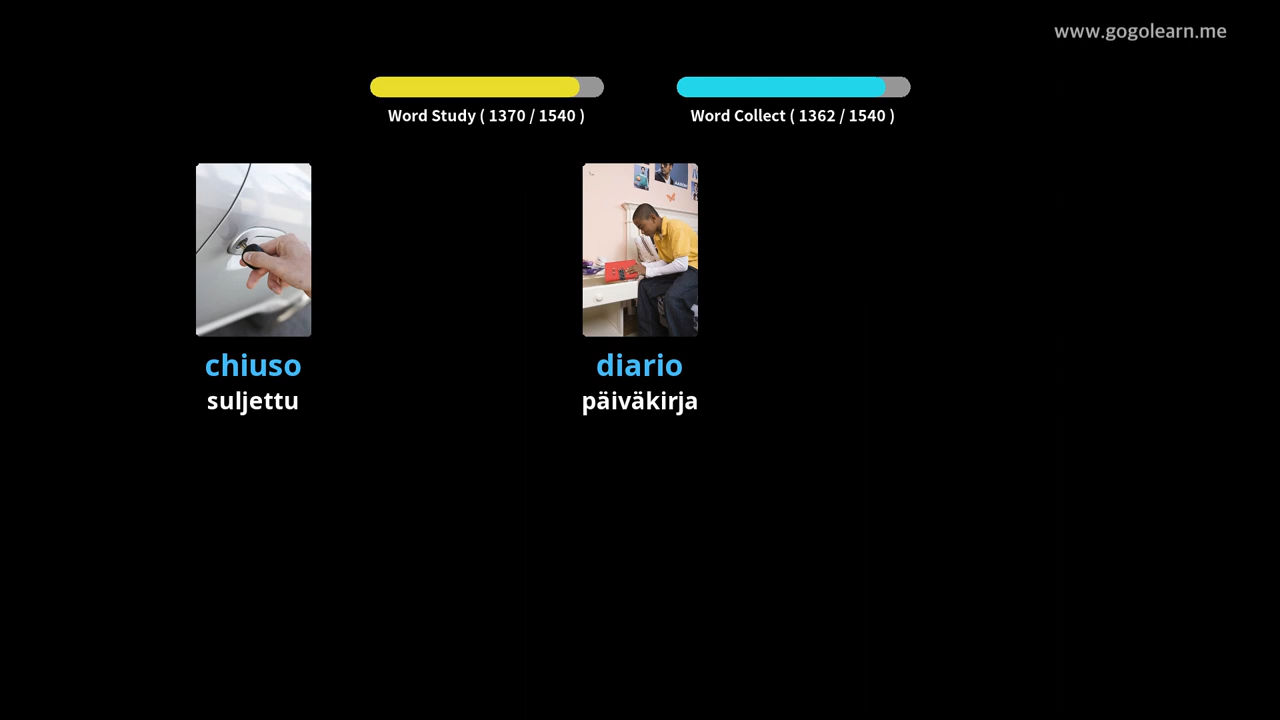 www.gogolearn.me
Word Study ( 1370 / 1540 )
Word Collect ( 1362 / 1540 )
chiuso
suljettu
diario
päiväkirja